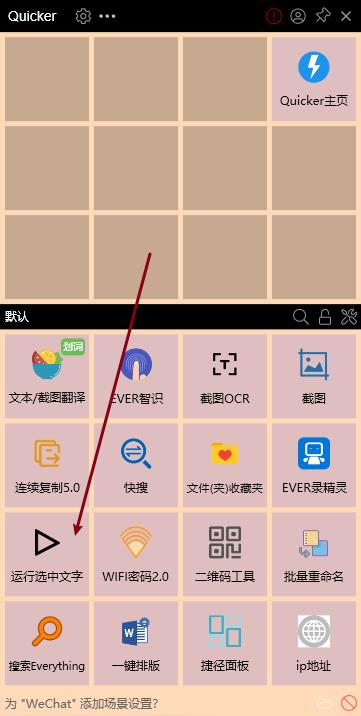 Quicker
Quicker主页
默认
划词
文本/截图翻译 EVER智识 截图OCR 截图
连续复制5.0 快搜 文件(夹)收藏夹 EVER录精灵
运行选中文字 WIFI密码2.0 二维码工具 批量重命名
搜索Everything 一键排版 捷径面板 ip地址
为 "WeChat" 添加场景设置?